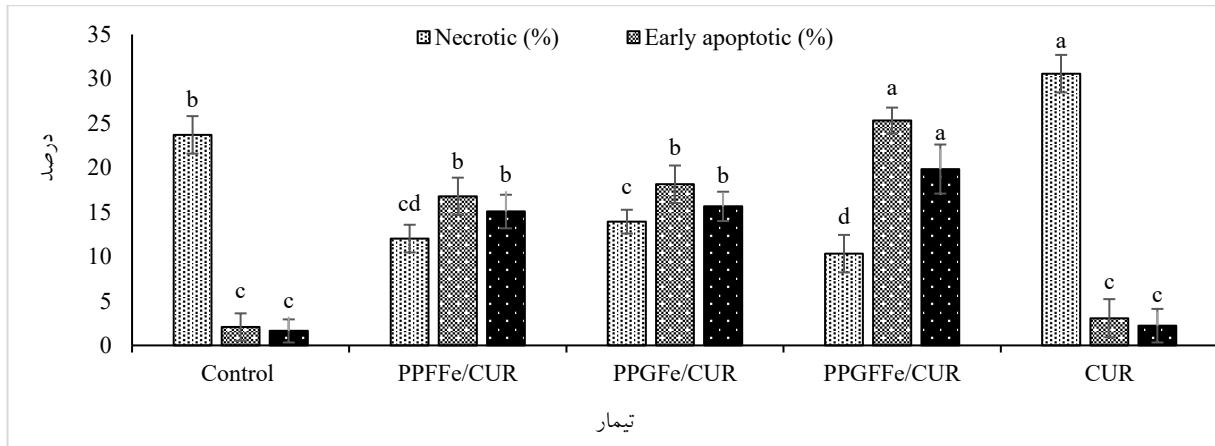 Necrotic (%) Early apoptotic (%)
35
30
25
20
15
10
5
0
درصد
b
c
c
cd
b
b
c
b
b
d
a
a
a
c
c
Control PPFFe/CUR PPGFe/CUR PPGFFe/CUR CUR
تیمار